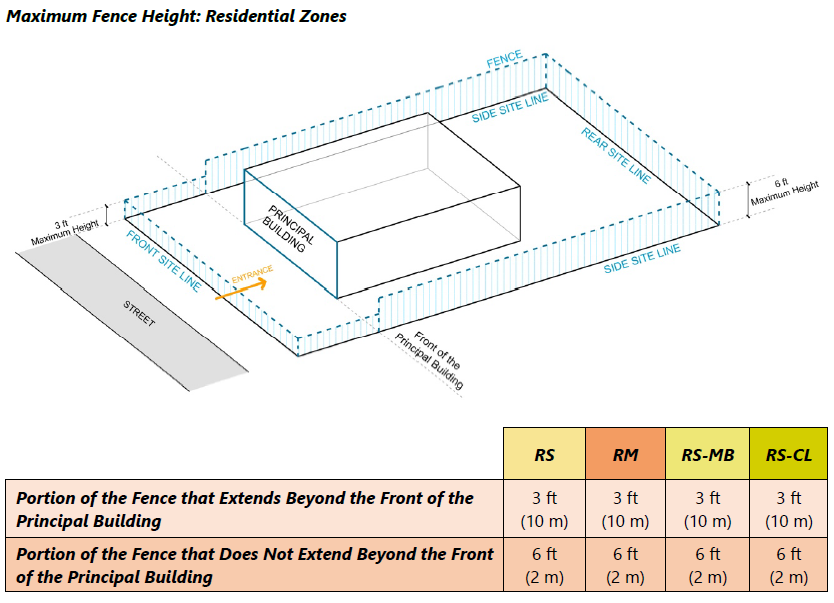 Maximum Fence Height: Residential Zones
FENCE
SIDE SITE LINE
REAR SITE LINE
6 ft
Maximum Height
3 ft
Maximum Height
PRINCIPAL
BUILDING
FRONT SITE LINE
ENTRANCE
SIDE SITE LINE
STREET
Front of the
Principal Building
RS RM RS-MB RS-CL
Portion of the Fence that Extends Beyond the Front of the 3 ft 3 ft 3 ft 3 ft
Principal Building (10 m) (10 m) (10 m) (10 m)
Portion of the Fence that Does Not Extend Beyond the Front 6 ft 6 ft 6 ft 6 ft
of the Principal Building (2 m) (2 m) (2 m) (2 m)